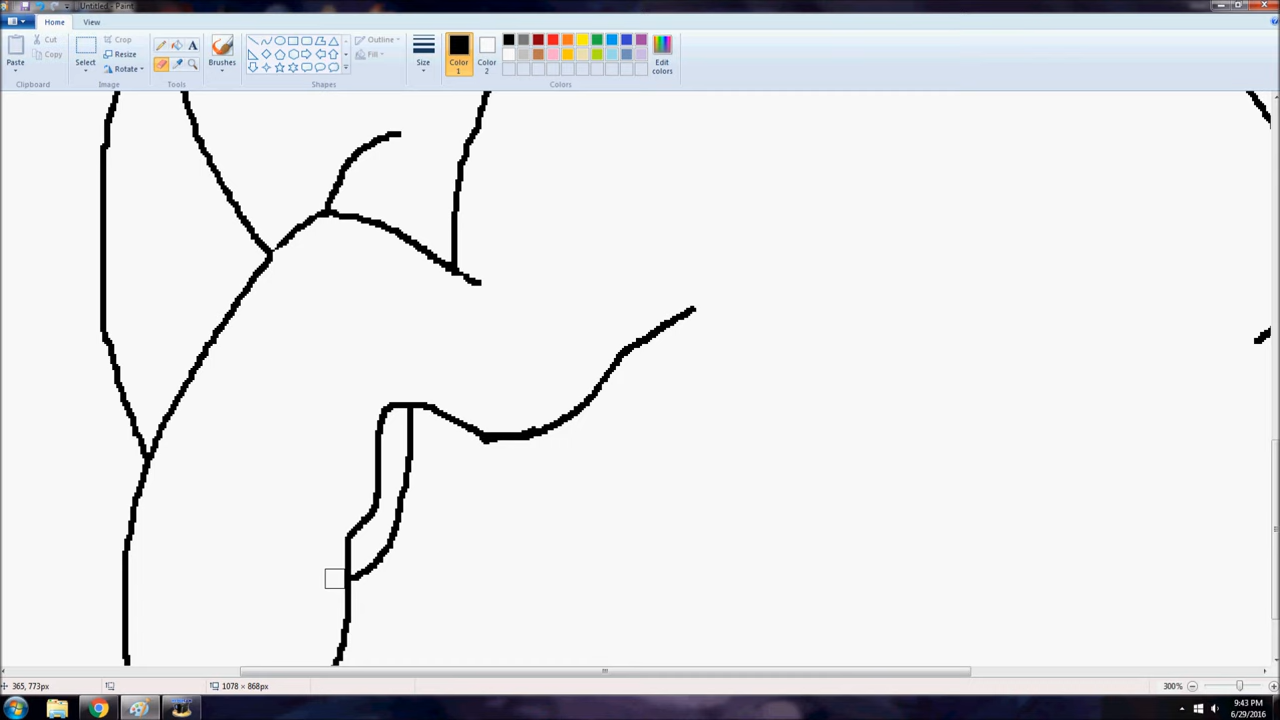 Untitled - Paint
Home View
Paste
Cut
Copy
Clipboard
Select
Crop
Resize
Rotate
Image
Tools
Brushes
Outline
Fill
Shapes
Size
Color 1
Color 2
Edit colors
Colors
365, 773px
1078 × 868px
300%
9:43 PM
6/29/2016